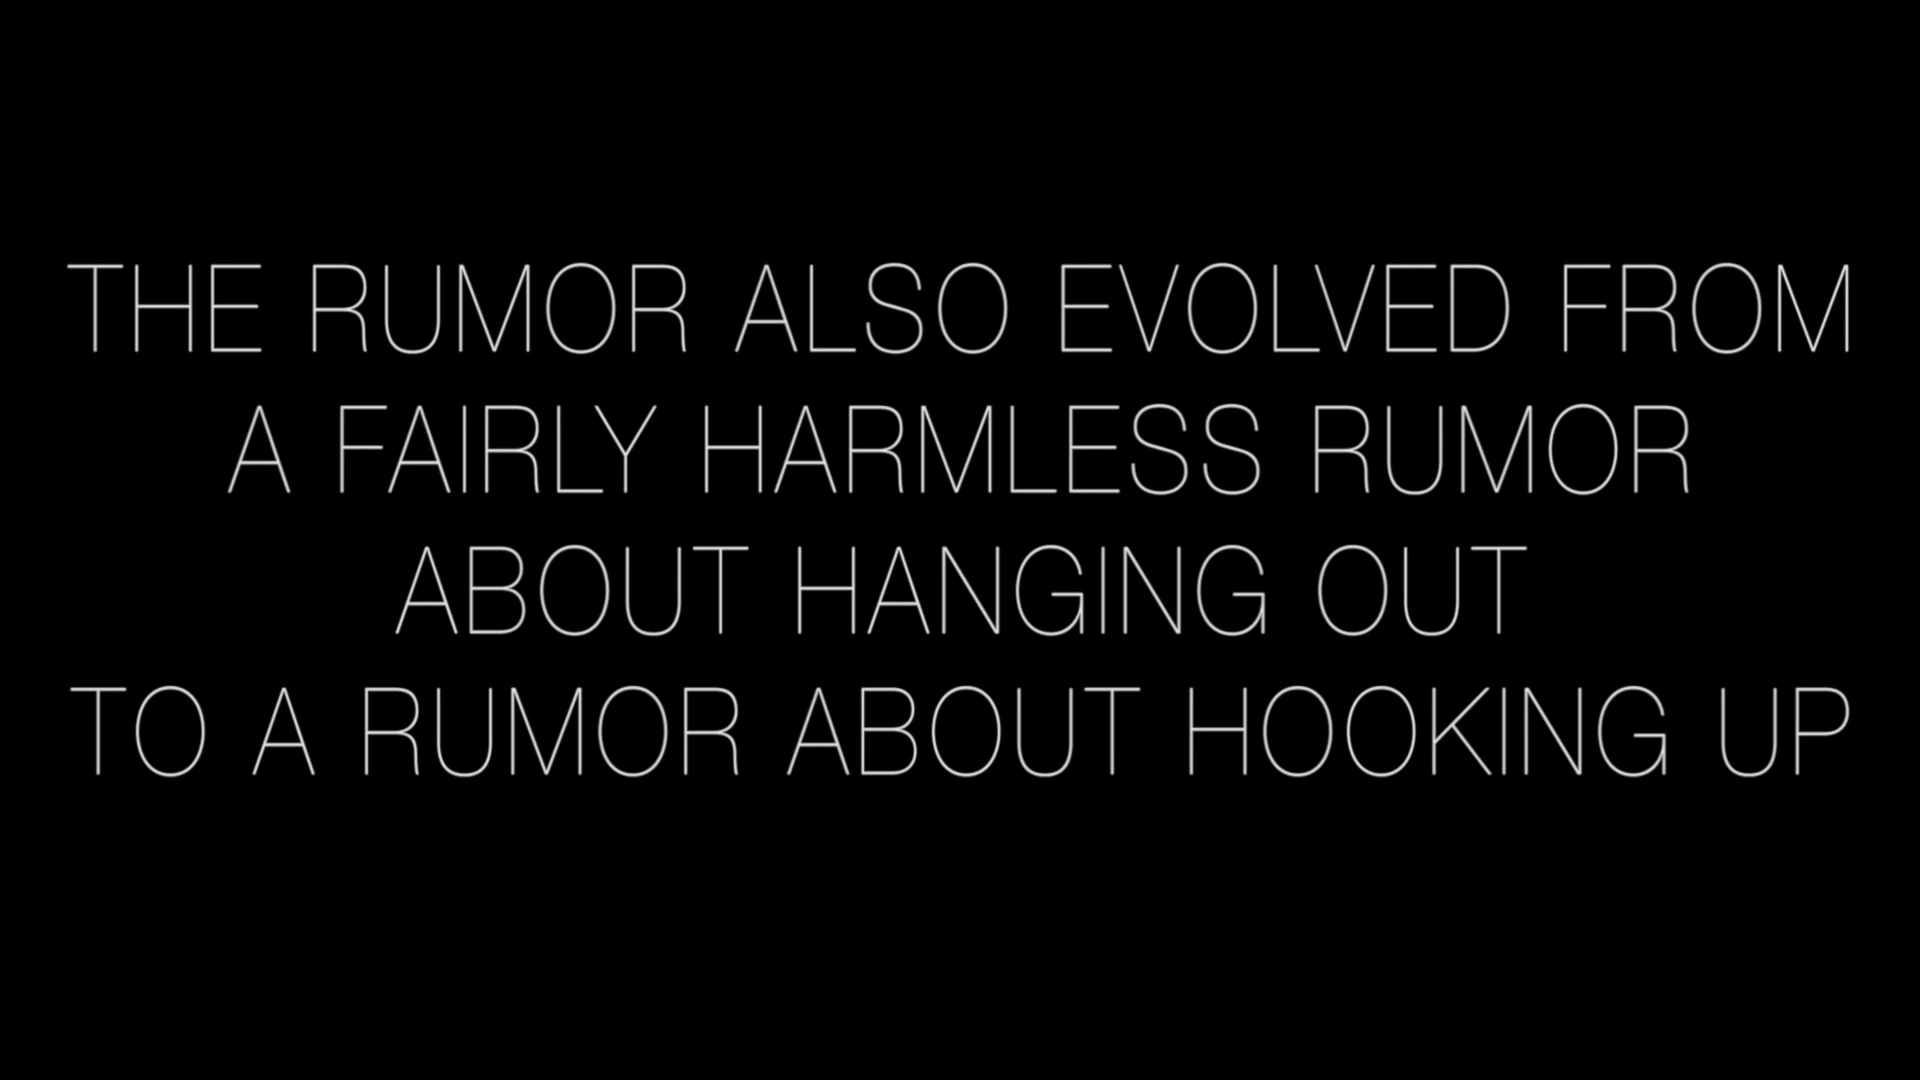 THE RUMOR ALSO EVOLVED FROM
A FAIRLY HARMLESS RUMOR
ABOUT HANGING OUT
TO A RUMOR ABOUT HOOKING UP